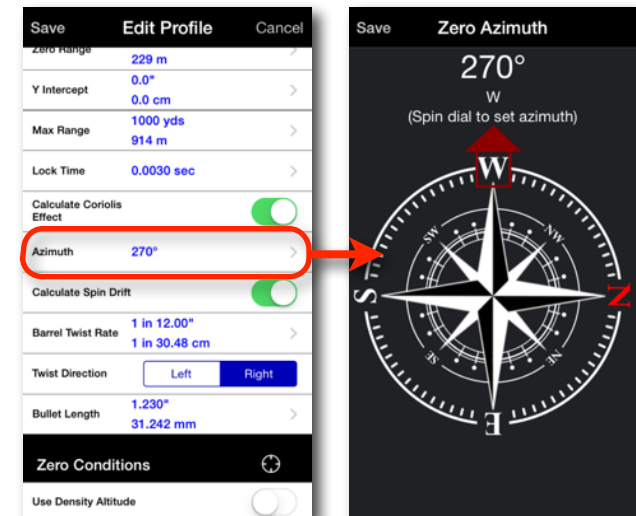 Save Edit Profile Cancel
Zero Range
229 m
Y Intercept
0.0"
0.0 cm
Max Range
1000 yds
914 m
Lock Time 0.0030 sec
Calculate Coriolis
Effect
Azimuth 270°
Calculate Spin Drift
Barrel Twist Rate
1 in 12.00"
1 in 30.48 cm
Twist Direction Left Right
Bullet Length
1.230"
31.242 mm
Zero Conditions
Use Density Altitude
Save Zero Azimuth
270°
W
(Spin dial to set azimuth)
W
SW NW
S N
SE NE
E